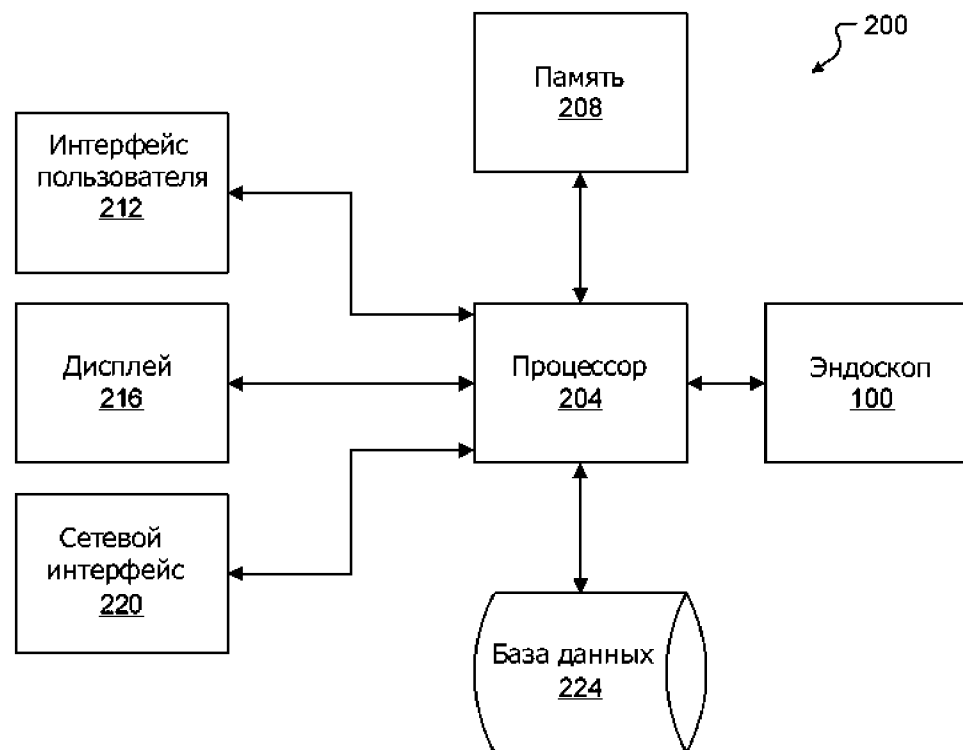 200
Память
208
Интерфейс
пользователя
212
Дисплей
216
Процессор
204
Эндоскоп
100
Сетевой
интерфейс
220
База данных
224